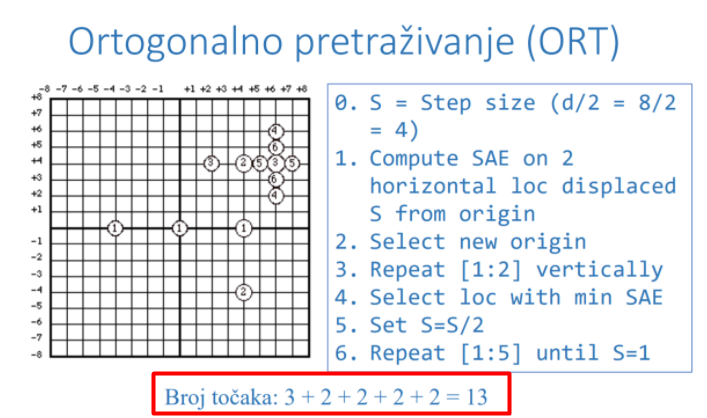 Ortogonalno pretraživanje (ORT)
-8 -7 -6 -5 -4 -3 -2 -1 +1 +2 +3 +4 +5 +6 +7 +8
+8
+7
+6
+5
+4
+3
+2
+1
-1
-2
-3
-4
-5
-6
-7
-8
4
6
3 2 5 3 5
6
4
1 1 1
2
0. S = Step size (d/2 = 8/2
= 4)
1. Compute SAE on 2
horizontal loc displaced
S from origin
2. Select new origin
3. Repeat [1:2] vertically
4. Select loc with min SAE
5. Set S=S/2
6. Repeat [1:5] until S=1
Broj točaka: 3 + 2 + 2 + 2 + 2 + 2 = 13